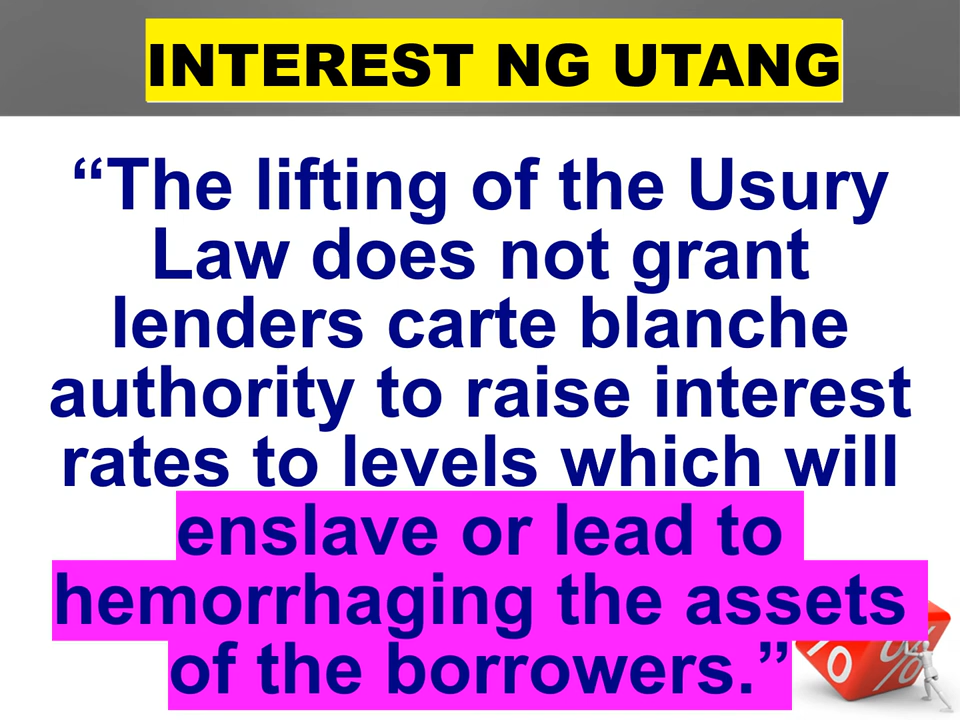 INTEREST NG UTANG
“The lifting of the Usury
Law does not grant
lenders carte blanche
authority to raise interest
rates to levels which will
enslave or lead to
hemorrhaging the assets
of the borrowers.”
%
%